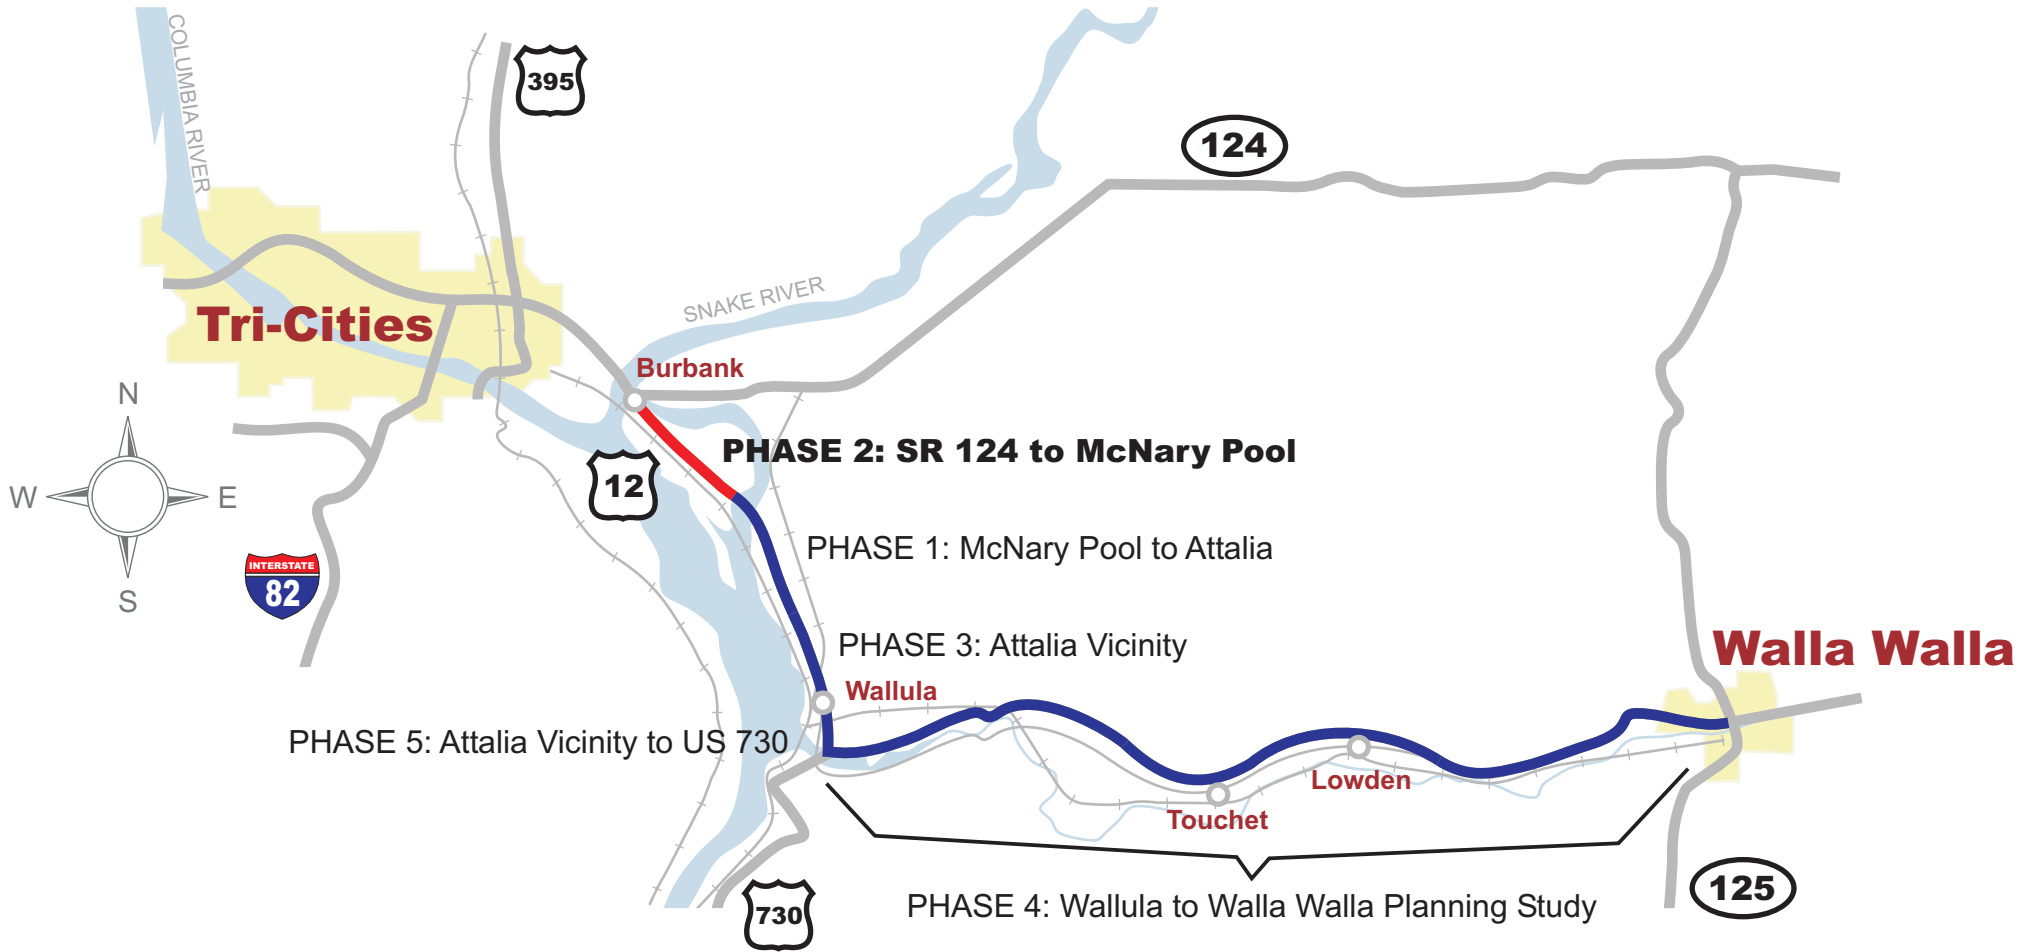 COLUMBIA RIVER
395
124
SNAKE RIVER
Tri-Cities
Burbank
N
W
E
S
PHASE 2: SR 124 to McNary Pool
12
PHASE 1: McNary Pool to Attalia
INTERSTATE
82
PHASE 3: Attalia Vicinity
Walla Walla
Wallula
PHASE 5: Attalia Vicinity to US 730
Lowden
Touchet
730
PHASE 4: Wallula to Walla Walla Planning Study
125